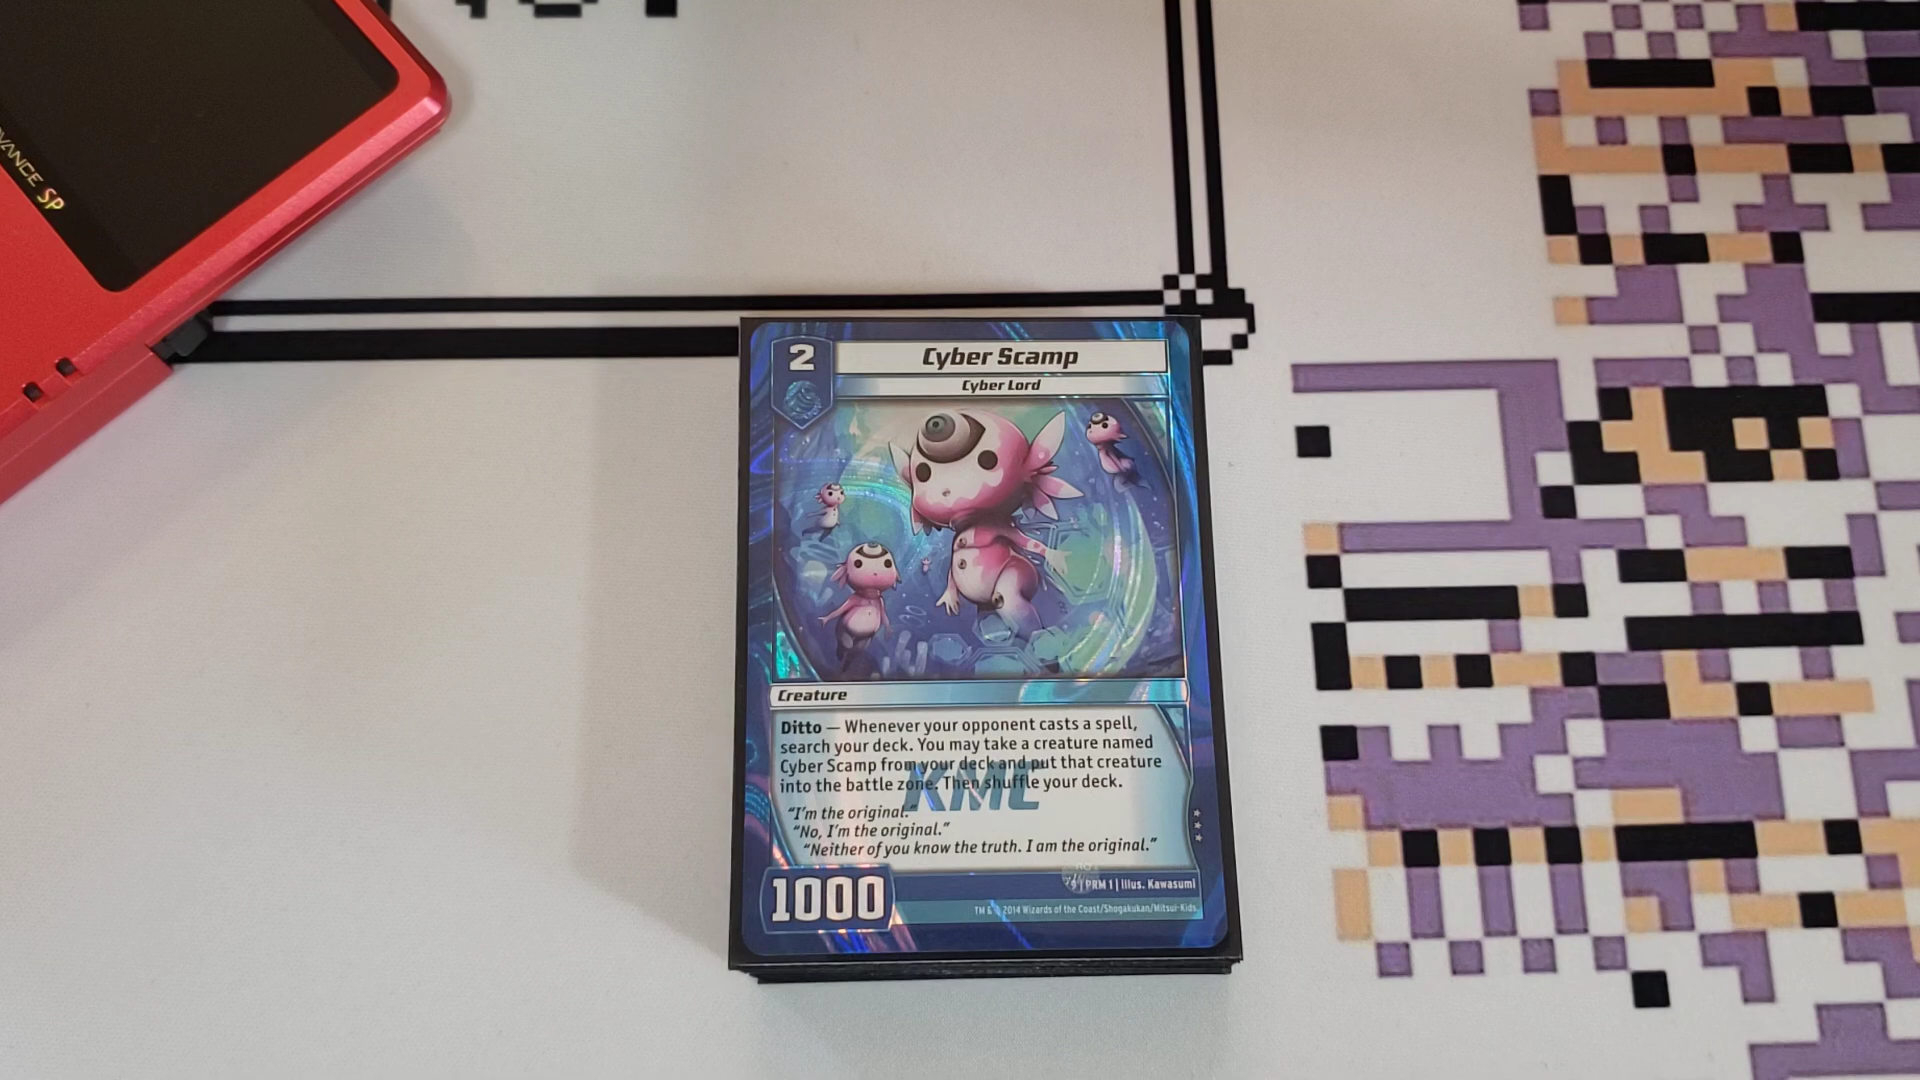 ADVANCE SP
2
Cyber Scamp
Cyber Lord
Creature
Ditto — Whenever your opponent casts a spell,
search your deck. You may take a creature named
Cyber Scamp from your deck and put that creature
into the battle zone. Then shuffle your deck.
KMC
"I'm the original."
"No, I'm the original."
"Neither of you know the truth. I am the original."
1000
PRM 1 | Illus. Kawasumi
TM & © 2014 Wizards of the Coast/Shogakukan/Mitsui-Kids.